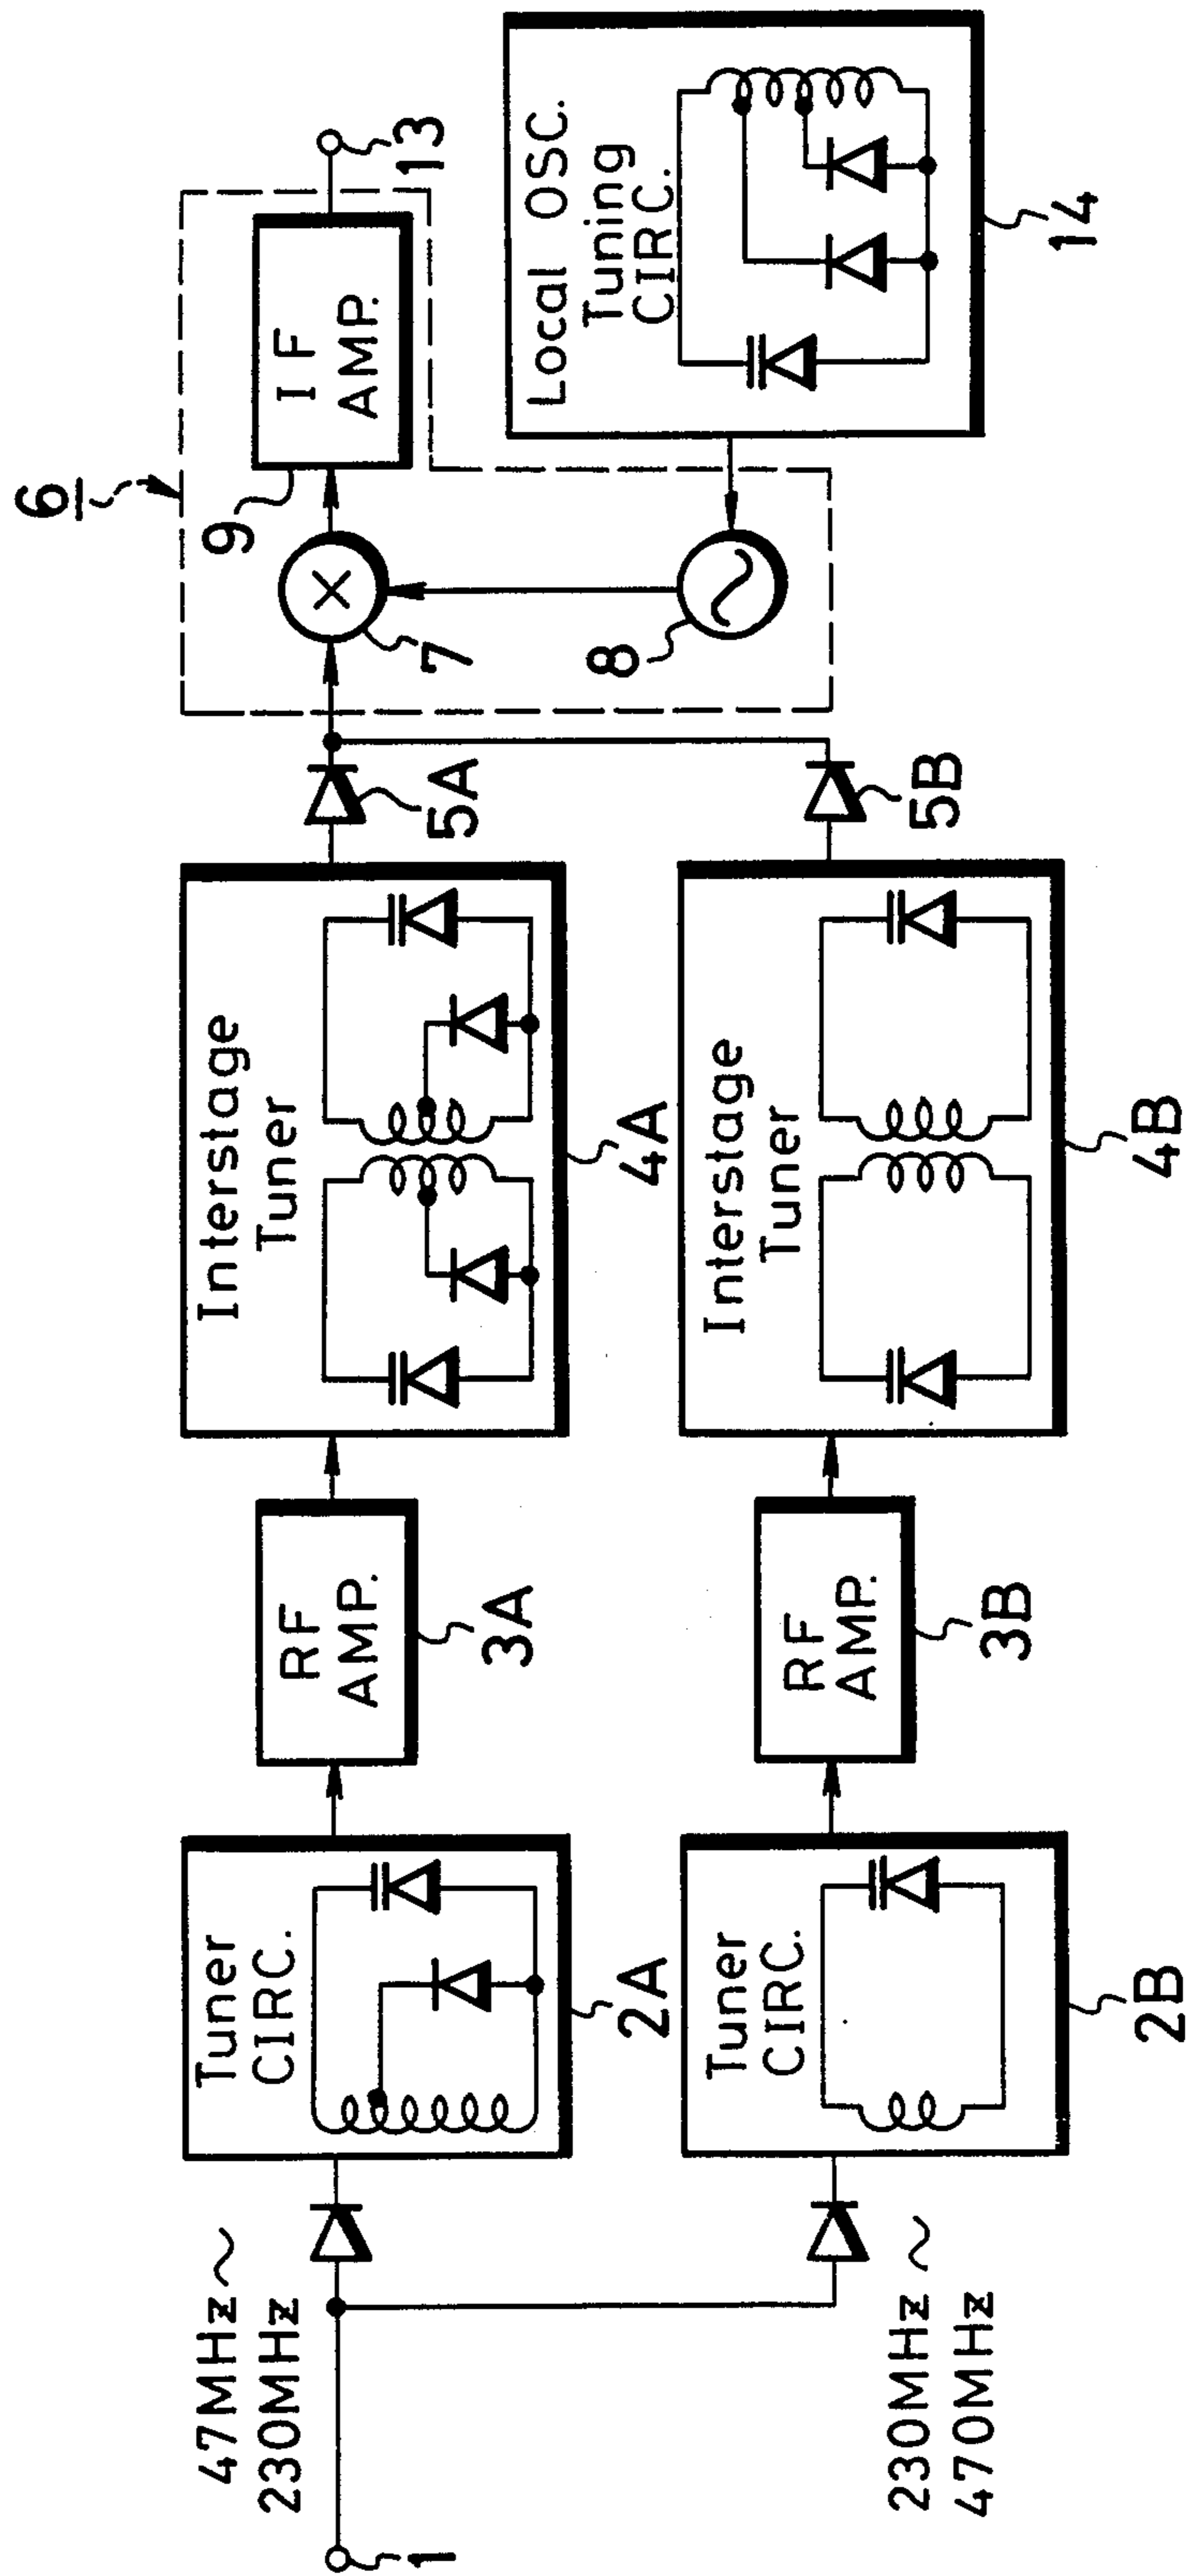 1
47MHz~
230MHz
230MHz~
470MHz
Tuner
CIRC.
2A
RF
AMP.
3A
Interstage
Tuner
4A
5A
6
7
8
9
IF
AMP.
13
Tuner
CIRC.
2B
RF
AMP.
3B
Interstage
Tuner
4B
5B
Local OSC.
Tuning
CIRC.
14